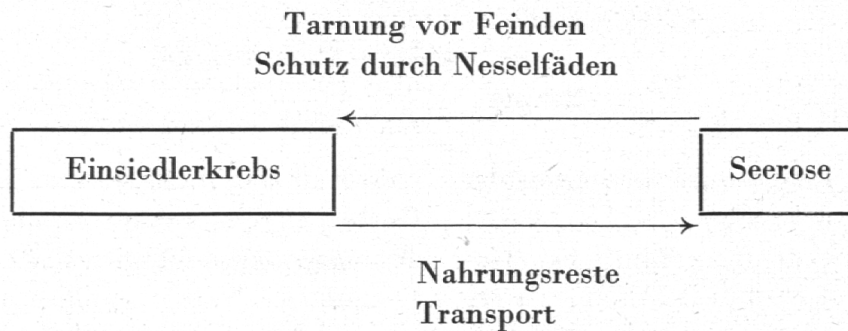 Tarnung vor Feinden
Schutz durch Nesselfäden
Einsiedlerkrebs
Seerose
Nahrungsreste
Transport